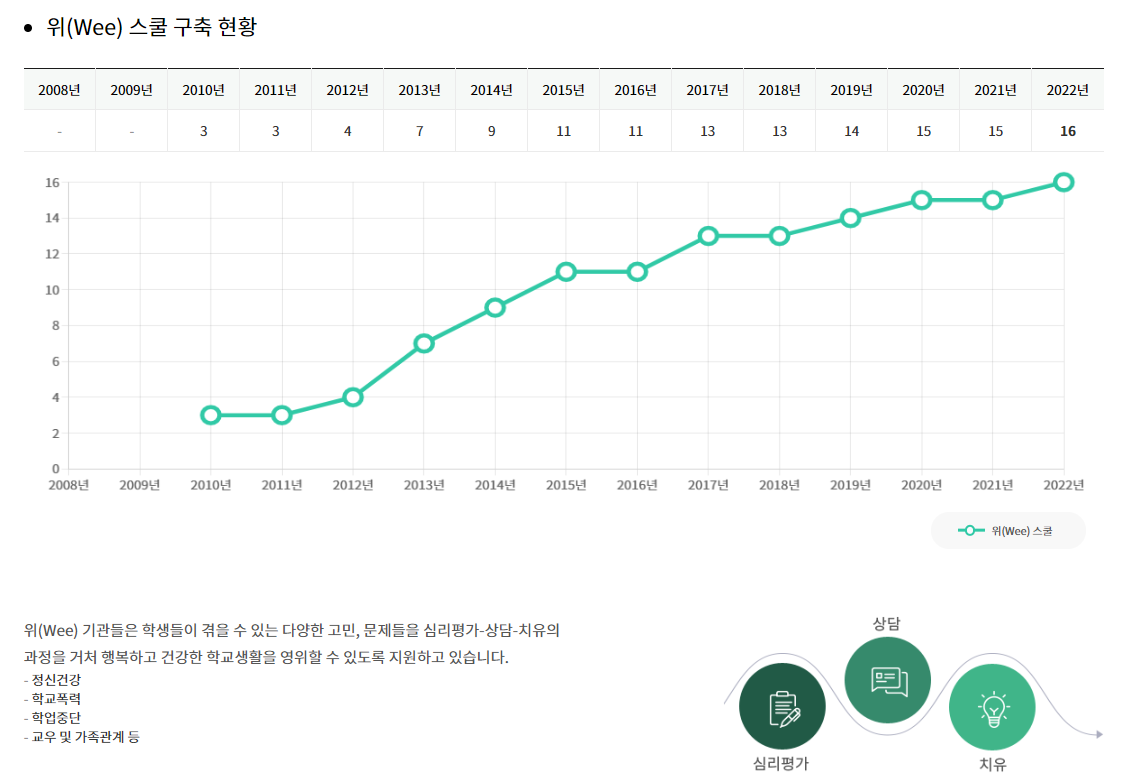 위(Wee) 스쿨 구축 현황
2008년 2009년 2010년 2011년 2012년 2013년 2014년 2015년 2016년 2017년 2018년 2019년 2020년 2021년 2022년
- - 3 3 4 7 9 11 11 13 13 14 15 15 16
16
14
12
10
8
6
4
2
0
2008년 2009년 2010년 2011년 2012년 2013년 2014년 2015년 2016년 2017년 2018년 2019년 2020년 2021년 2022년
위(Wee) 스쿨
위(Wee) 기관들은 학생들이 겪을 수 있는 다양한 고민, 문제들을 심리평가-상담-치유의
과정을 거쳐 행복하고 건강한 학교생활을 영위할 수 있도록 지원하고 있습니다.
- 정신건강
- 학교폭력
- 학업중단
- 교우 및 가족관계 등
상담
심리평가
치유